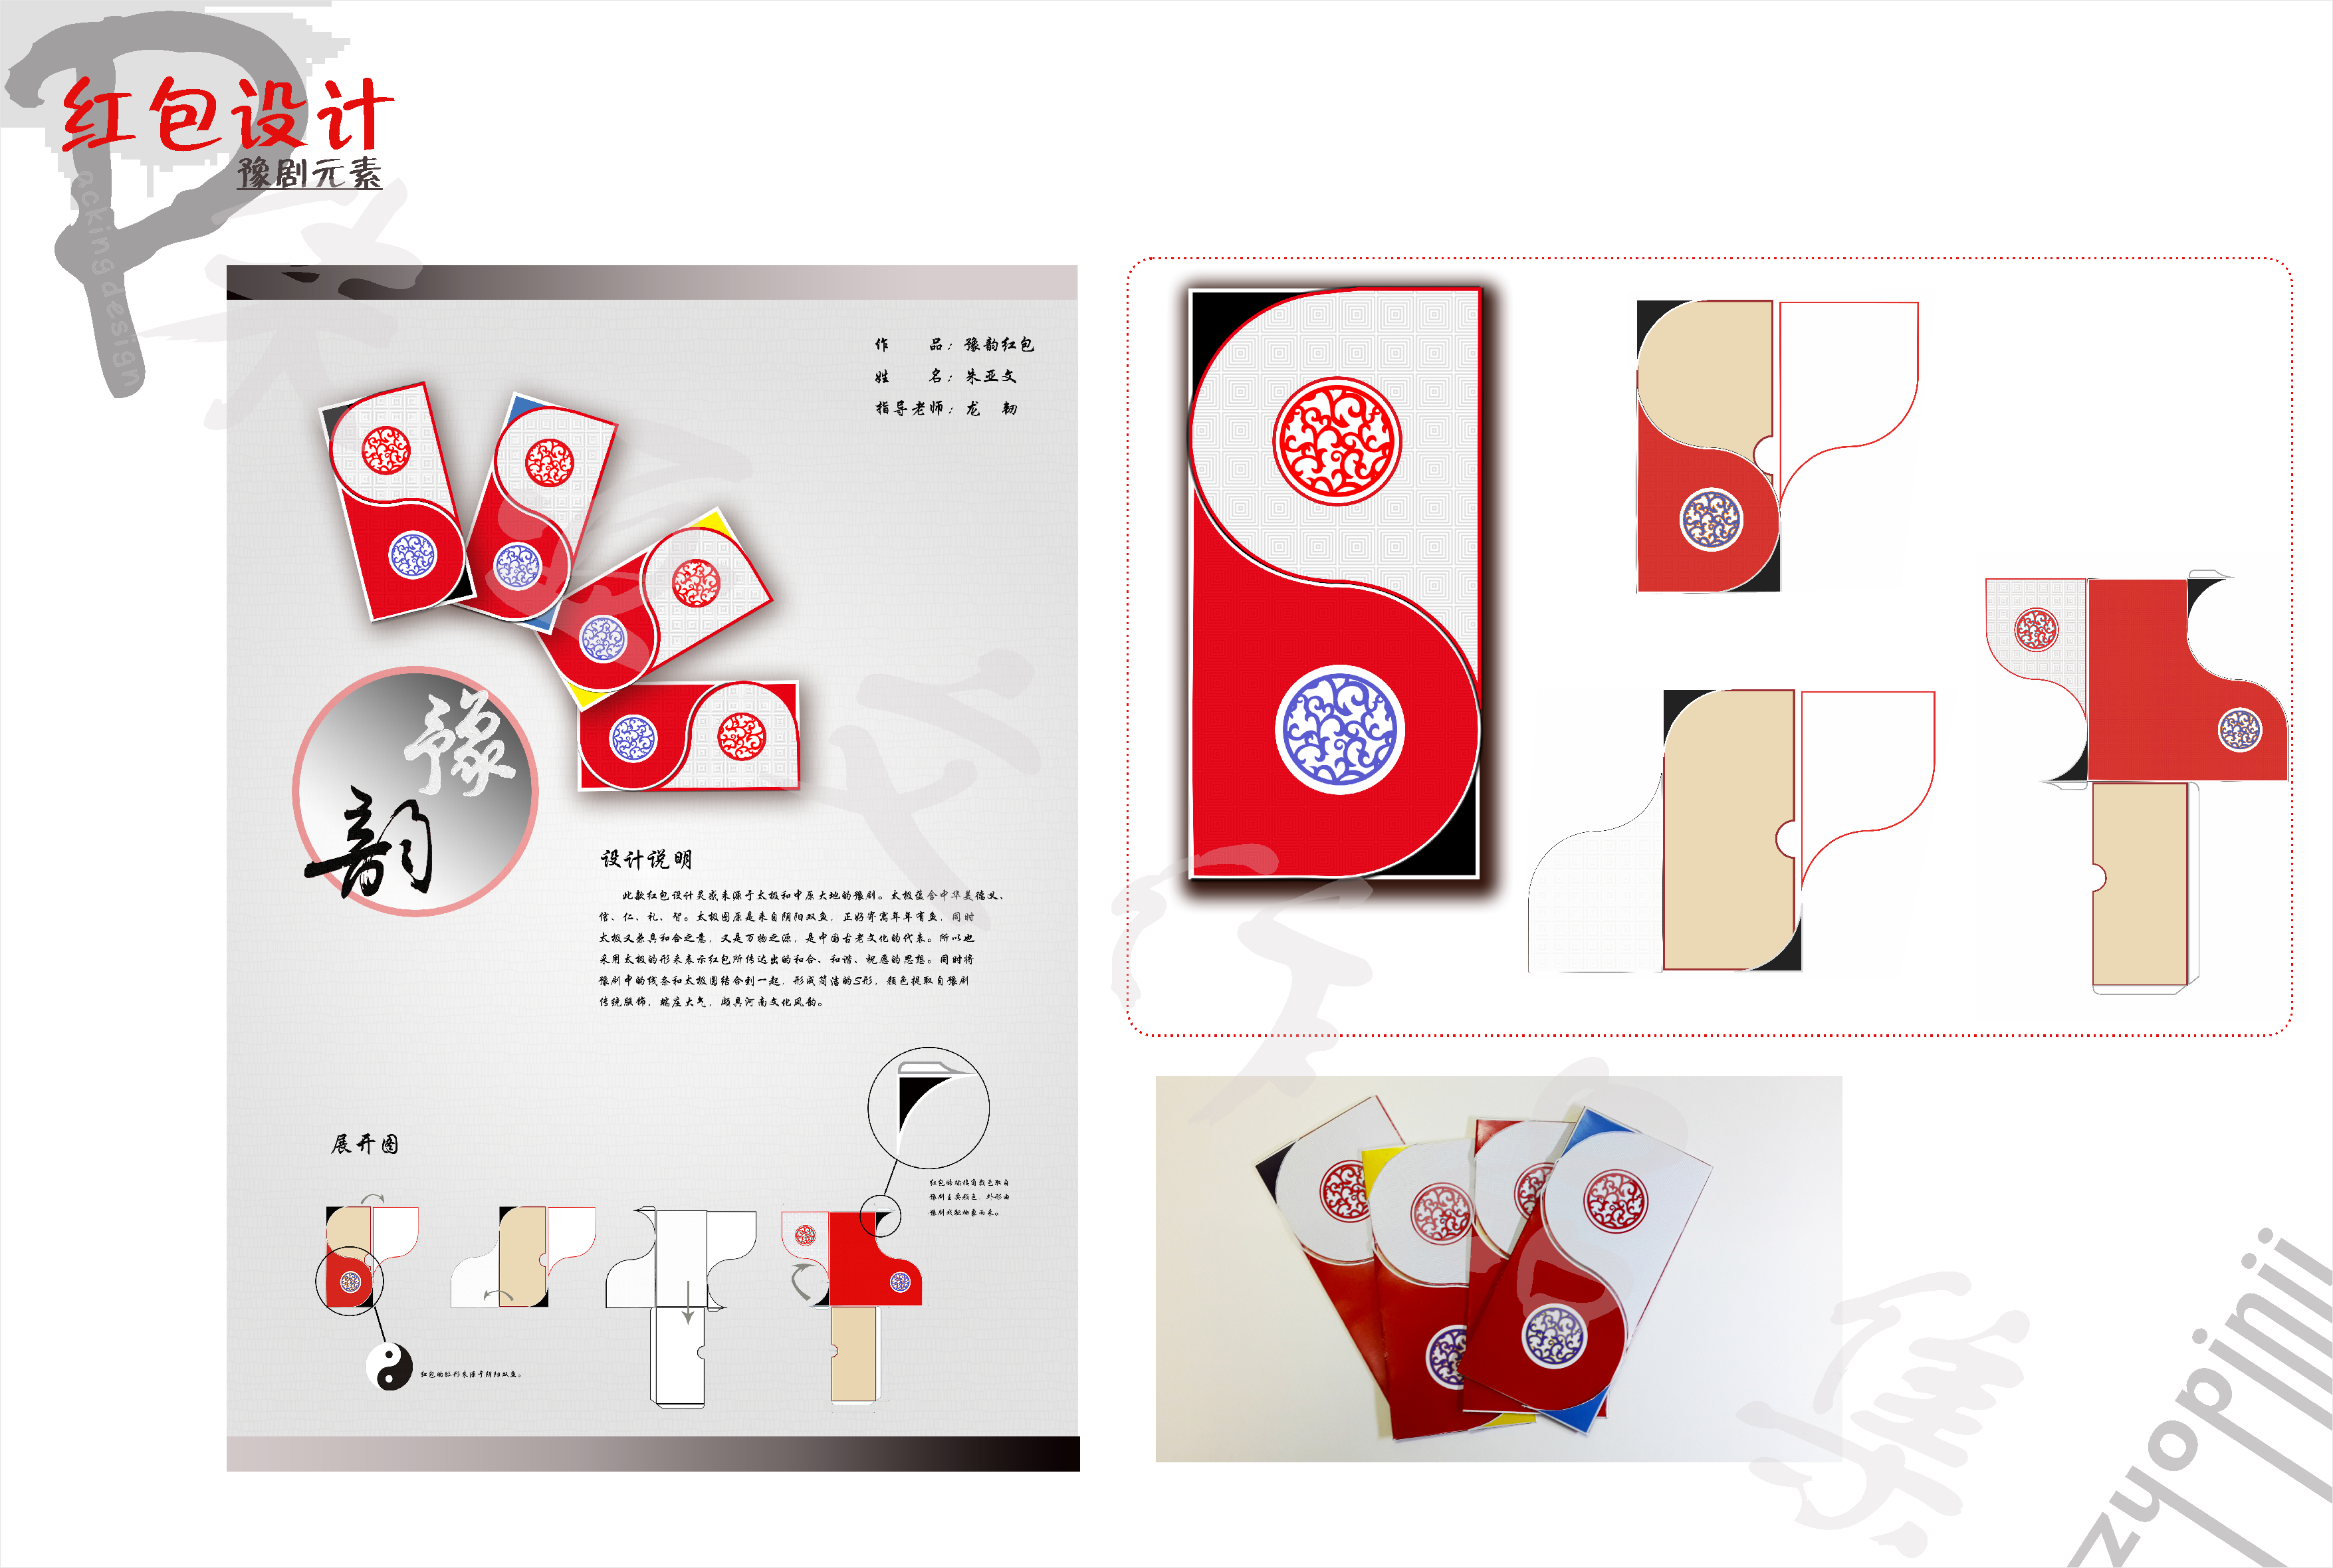 红包设计
豫剧元素
Packing design
作 品：豫韵红包
姓 名：朱亚文
指导老师：龙 韧
豫
韵
设计说明
此款红包设计灵感来源于太极和中原大地的豫剧。太极蕴含中华美德义、
信、仁、礼、智。太极图原是来自阴阳双鱼，正好寄寓年年有鱼，同时
太极又兼具和合之意，又是万物之源，是中国古老文化的代表。所以也
采用太极的形来表示红包所传达出的和合、和谐、祝愿的思想。同时将
豫剧中的线条和太极图结合到一起，形成简洁的S形，颜色提取自豫剧
传统服饰，端庄大气，颇具河南文化风韵。
展开图
红包的结构角颜色取自
豫剧主要颜色，外形由
豫剧戏靴抽象而来。
红包的弧形来源于阴阳双鱼。
zuopinji